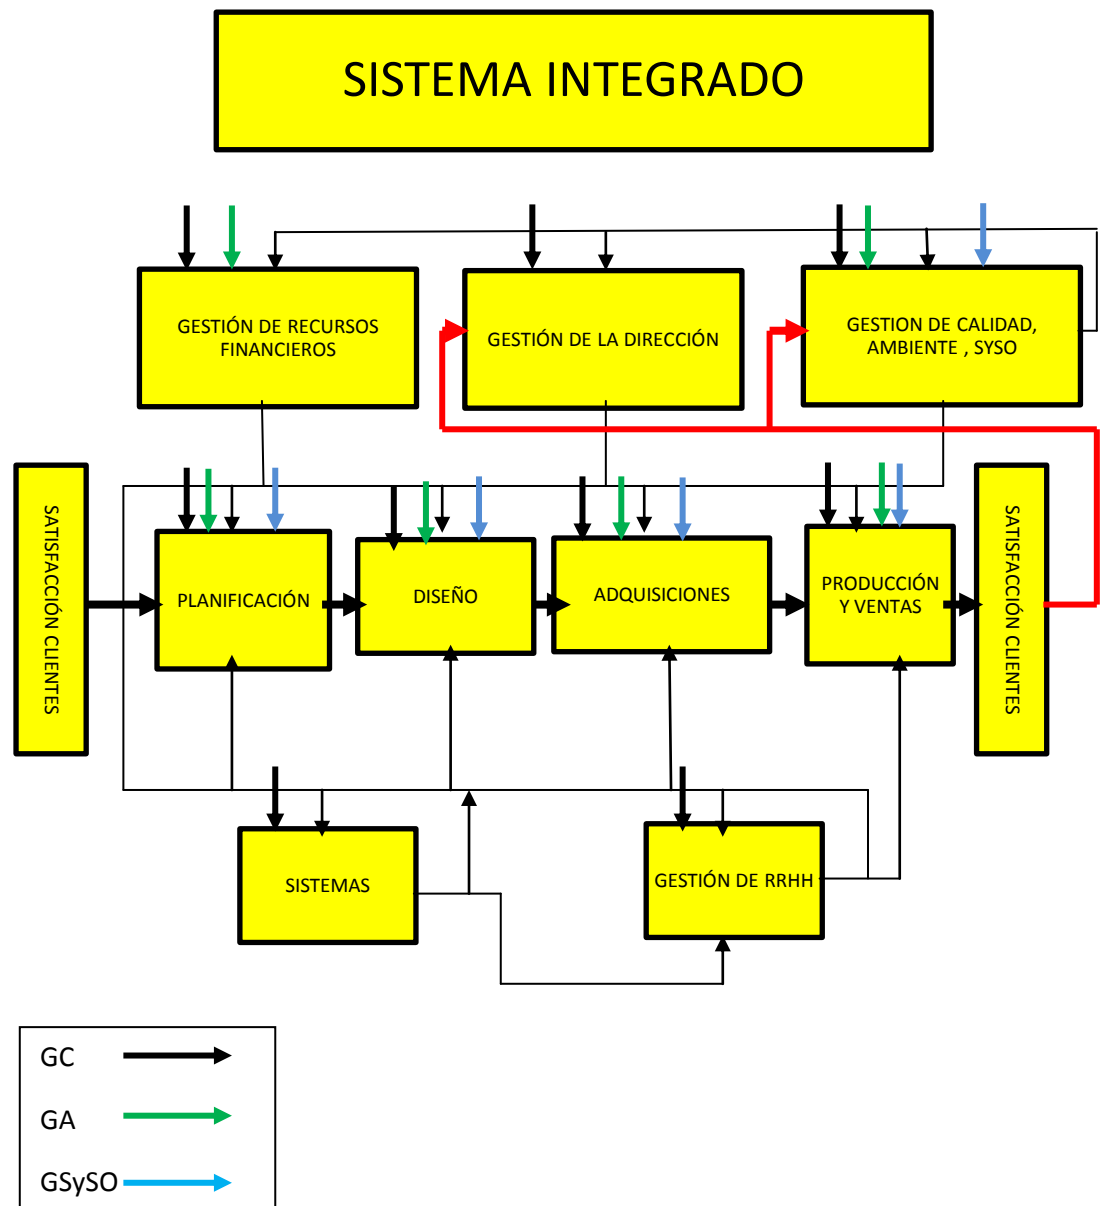 SISTEMA INTEGRADO
GESTIÓN DE RECURSOS
FINANCIEROS
GESTIÓN DE LA DIRECCIÓN
GESTION DE CALIDAD,
AMBIENTE , SYSO
SATISFACCIÓN CLIENTES
PLANIFICACIÓN
DISEÑO
ADQUISICIONES
PRODUCCIÓN
Y VENTAS
SATISFACCIÓN CLIENTES
SISTEMAS
GESTIÓN DE RRHH
GC
GA
GSySO